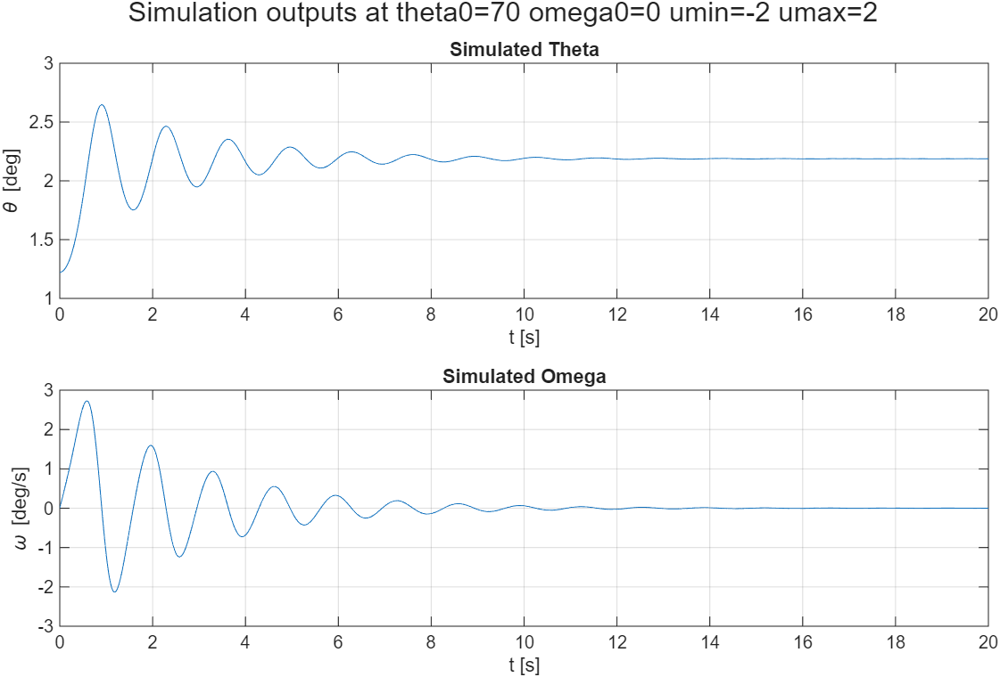 Simulation outputs at theta0=70 omega0=0 umin=-2 umax=2
Simulated Theta
3
2.5
2
1.5
1
θ [deg]
0 2 4 6 8 10 12 14 16 18 20
t [s]
Simulated Omega
3
2
1
0
-1
-2
-3
ω [deg/s]
0 2 4 6 8 10 12 14 16 18 20
t [s]